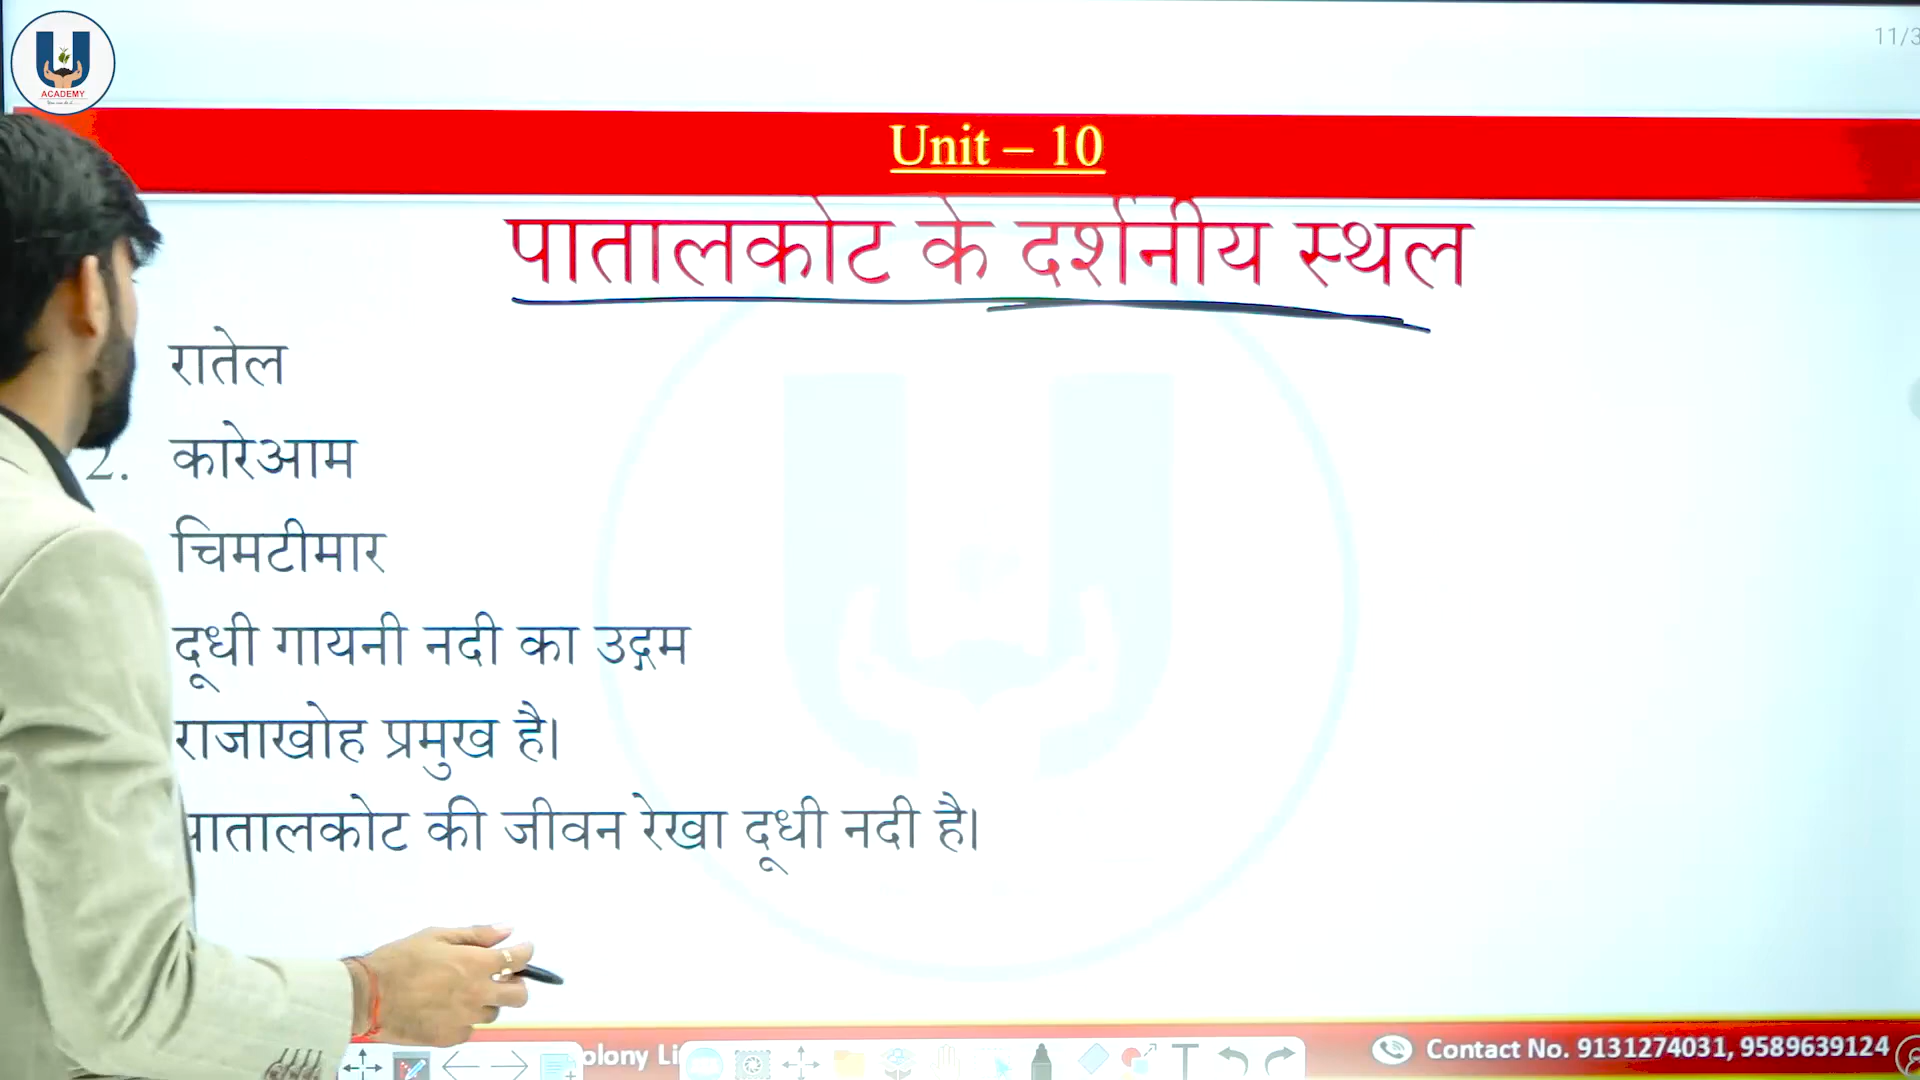 ACADEMY
11/3
Unit – 10
पातालकोट के दर्शनीय स्थल
रातेल
2. कारेआम
चिमटीमार
दूधी गायनी नदी का उद्गम
राजाखोह प्रमुख है।
पातालकोट की जीवन रेखा दूधी नदी है।
Contact No. 9131274031, 9589639124